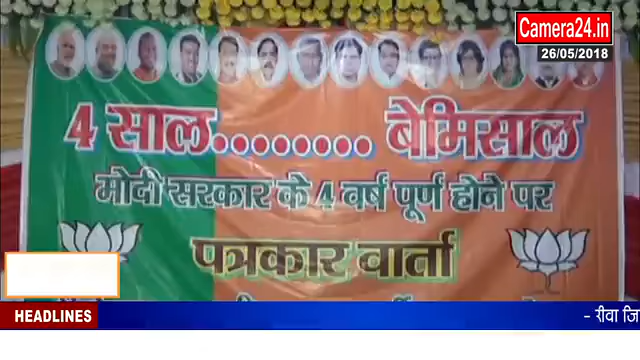 Camera24.in
26/05/2018
4 साल......... बेमिसाल
मोदी सरकार के 4 वर्ष पूर्ण होने पर
पत्रकार वार्ता
HEADLINES
- रीवा जि